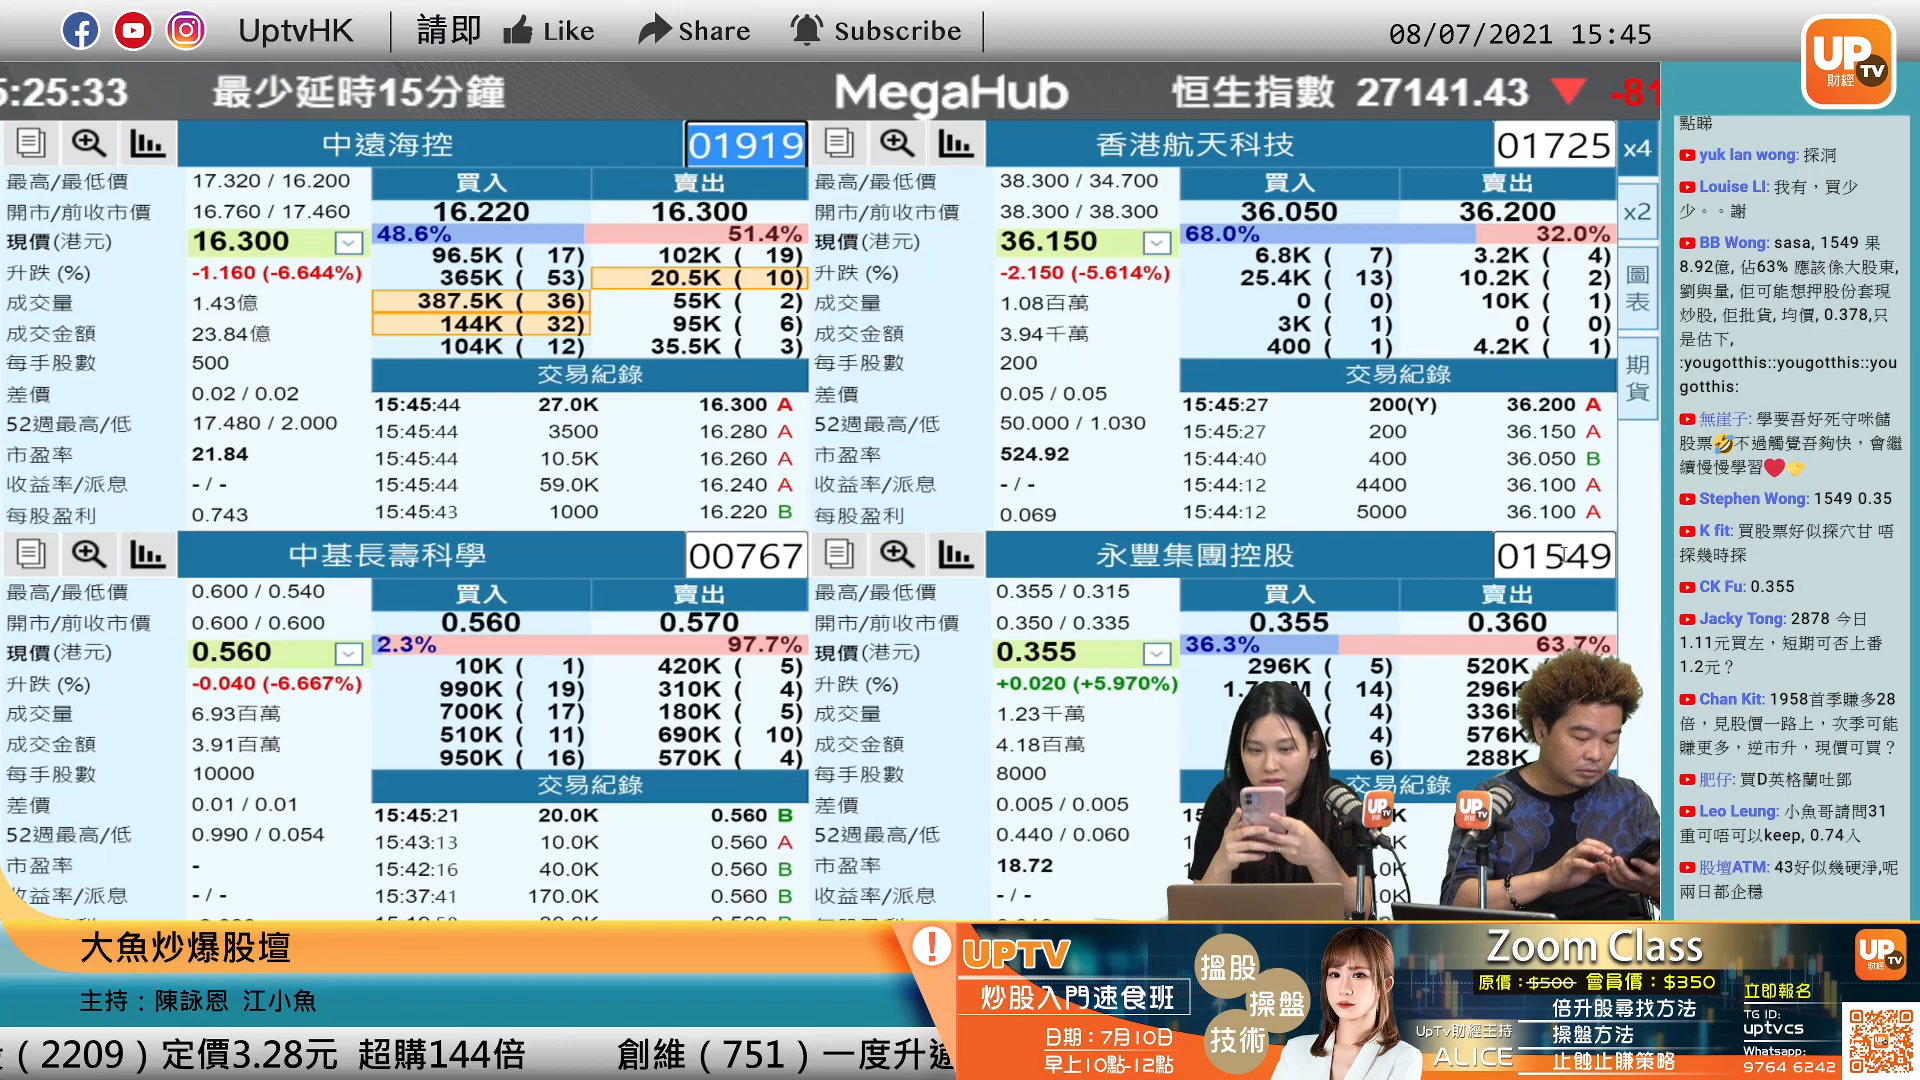 UptvHK 請即 Like Share Subscribe 08/07/2021 15:45
UP TV 財經
5:25:33 最少延時15分鐘 MegaHub 恒生指數 27141.43 ▼ -81
中遠海控 01919
最高/最低價 17.320 / 16.200 買入 賣出
開市/前收市價 16.760 / 17.460 16.220 16.300
現價(港元) 16.300 48.6% 51.4%
96.5K ( 17) 102K ( 19)
升跌 (%) -1.160 (-6.644%) 365K ( 53) 20.5K ( 10)
成交量 1.43億 387.5K ( 36) 55K ( 2)
成交金額 23.84億 144K ( 32) 95K ( 6)
104K ( 12) 35.5K ( 3)
每手股數 500 交易紀錄
差價 0.02 / 0.02 15:45:44 27.0K 16.300 A
52週最高/低 17.480 / 2.000 15:45:44 3500 16.280 A
市盈率 21.84 15:45:44 10.5K 16.260 A
收益率/派息 - / - 15:45:44 59.0K 16.240 A
每股盈利 0.743 15:45:43 1000 16.220 B
香港航天科技 01725
最高/最低價 38.300 / 34.700 買入 賣出
開市/前收市價 38.300 / 38.300 36.050 36.200
現價(港元) 36.150 68.0% 32.0%
6.8K ( 7) 3.2K ( 4)
升跌 (%) -2.150 (-5.614%) 25.4K ( 13) 10.2K ( 2)
成交量 1.08百萬 0 ( 0) 10K ( 1)
成交金額 3.94千萬 3K ( 1) 0 ( 0)
400 ( 1) 4.2K ( 1)
每手股數 200 交易紀錄
差價 0.05 / 0.05 15:45:27 200(Y) 36.200 A
52週最高/低 50.000 / 1.030 15:45:27 200 36.150 A
市盈率 524.92 15:44:40 400 36.050 B
收益率/派息 - / - 15:44:12 4400 36.100 A
每股盈利 0.069 15:44:12 5000 36.100 A
x4
x2
圖表
期貨
中基長壽科學 00767
最高/最低價 0.600 / 0.540 買入 賣出
開市/前收市價 0.600 / 0.600 0.560 0.570
現價(港元) 0.560 2.3% 97.7%
10K ( 1) 420K ( 5)
升跌 (%) -0.040 (-6.667%) 990K ( 19) 310K ( 4)
成交量 6.93百萬 700K ( 17) 180K ( 5)
成交金額 3.91百萬 510K ( 11) 690K ( 10)
950K ( 16) 570K ( 4)
每手股數 10000 交易紀錄
差價 0.01 / 0.01 15:45:21 20.0K 0.560 B
52週最高/低 0.990 / 0.054 15:43:13 10.0K 0.560 A
市盈率 - 15:42:16 40.0K 0.560 B
收益率/派息 - / - 15:37:41 170.0K 0.560 B
永豐集團控股 01549
最高/最低價 0.355 / 0.315 買入 賣出
開市/前收市價 0.350 / 0.335 0.355 0.360
現價(港元) 0.355 36.3% 63.7%
296K ( 5) 520K
升跌 (%) +0.020 (+5.970%) ( 14) 296K
成交量 1.23千萬 4) 336K
成交金額 4.18百萬 4) 576K
6) 288K
每手股數 8000 交易紀錄
差價 0.005 / 0.005
52週最高/低 0.440 / 0.060
市盈率 18.72
收益率/派息 - / -
UP TV
UP TV
點睇
yuk lan wong: 探洞
Louise LI: 我有，買少
少。。謝
BB Wong: sasa, 1549 果
8.92億, 佔63% 應該係大股東,
劉與量, 佢可能想押股份套現
炒股, 佢批貨, 均價, 0.378,只
是估下,
:yougotthis::yougotthis::you
gotthis:
無崖子: 學要吾好死守咪儲
股票🤣不過觸覺吾夠快，會繼
續慢慢學習❤️🤝
Stephen Wong: 1549 0.35
K fit: 買股票好似探穴甘 唔
探幾時探
CK Fu: 0.355
Jacky Tong: 2878 今日
1.11元買左，短期可否上番
1.2元？
Chan Kit: 1958首季賺多28
倍，見股價一路上，次季可能
賺更多，逆市升，現價可買？
肥仔: 買D英格蘭吐鄧
Leo Leung: 小魚哥請問31
重可唔可以keep, 0.74入
股壇ATM: 43好似幾硬淨,呢
兩日都企穩
大魚炒爆股壇
主持：陳詠恩 江小魚
(2209) 定價3.28元 超購144倍 創維（751）一度升逾
! UPTV
炒股入門速食班
日期：7月10日
早上10點-12點
搵股
操盤
技術
UpTV財經主持
ALICE
Zoom Class
原價：$500 會員價：$350
倍升股尋找方法
操盤方法
止蝕止賺策略
UP TV 財經
立即報名
TG ID:
uptvcs
Whatsapp:
9764 6242